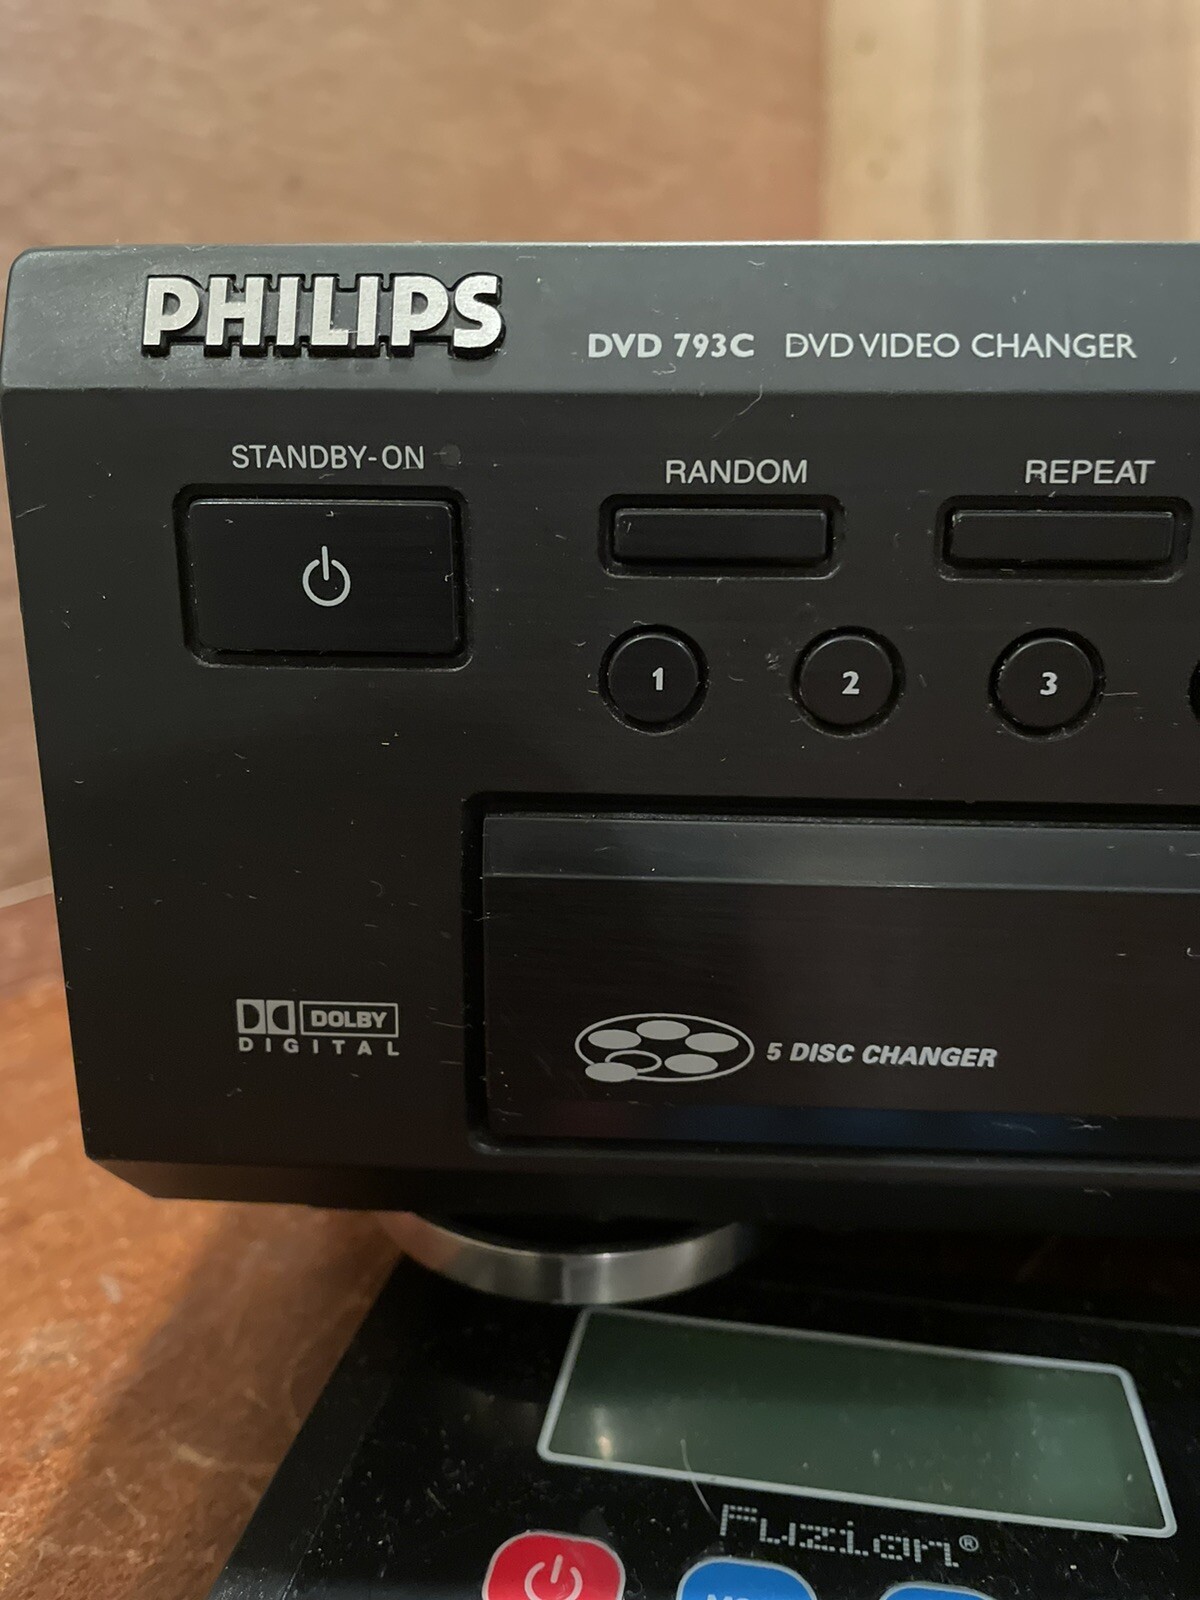 PHILIPS
DVD 793C DVD VIDEO CHANGER
STANDBY-ON
RANDOM
REPEAT
1
2
3
DOLBY
DIGITAL
5 DISC CHANGER
Fuzion®